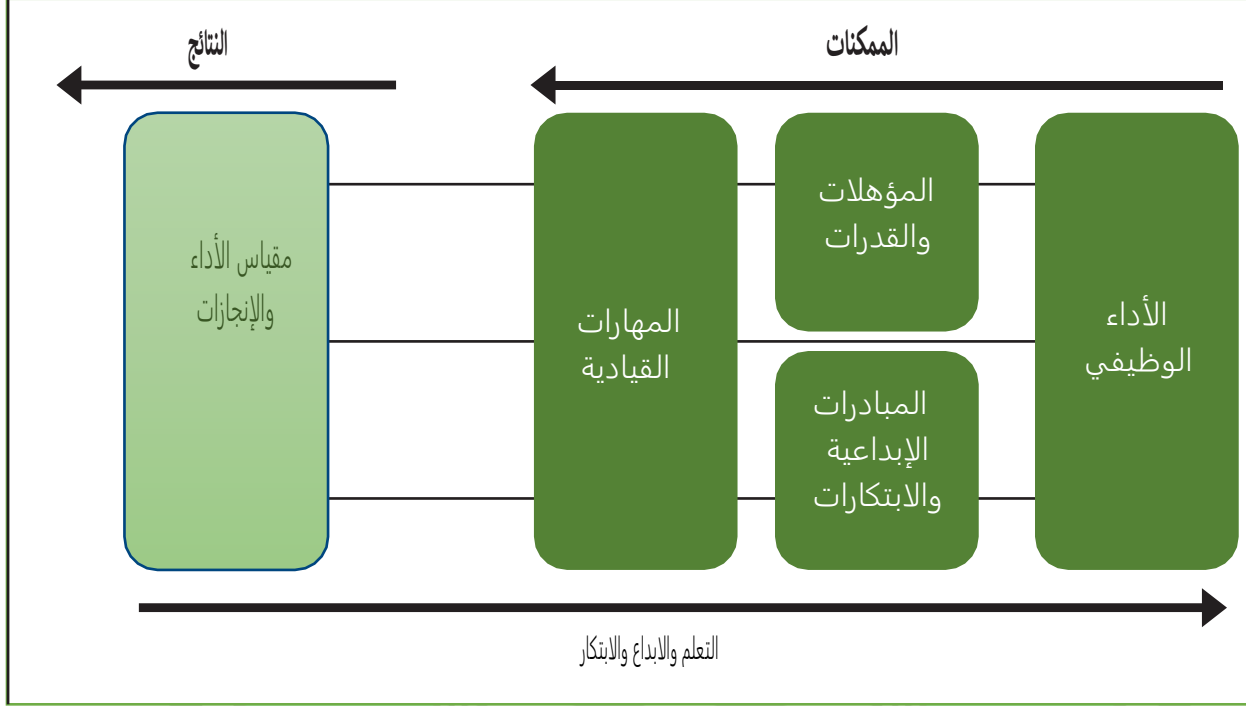 الممكنات
النتائج
الأداء
الوظيفي
المؤهلات
والقدرات
المبادرات
الإبداعية
والابتكارات
المهارات
القيادية
مقياس الأداء
والإنجازات
التعلم والابداع والابتكار